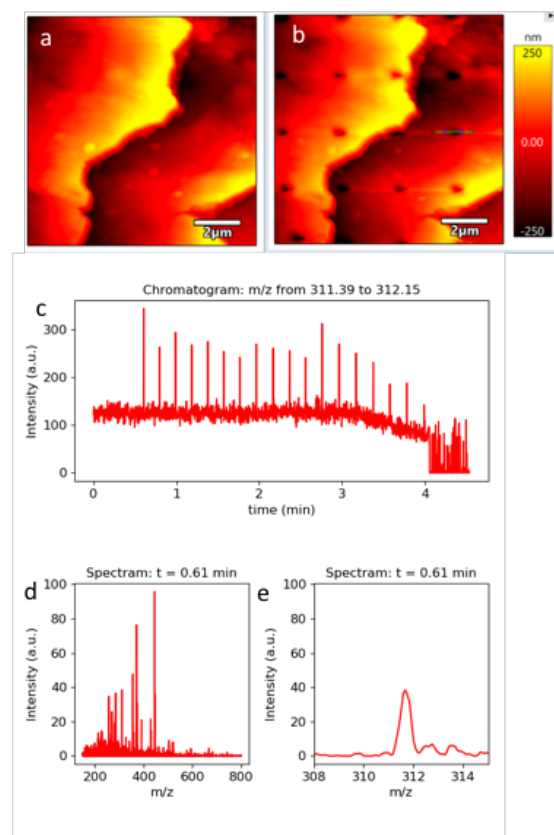 a
2μm
b
2μm
nm
250
0.00
-250
c
Chromatogram: m/z from 311.39 to 312.15
Intensity (a.u.)
300
200
100
0
0 1 2 3 4
time (min)
d
Spectram: t = 0.61 min
Intensity (a.u.)
100
80
60
40
20
0
200 400 600 800
m/z
e
Spectram: t = 0.61 min
Intensity (a.u.)
100
80
60
40
20
0
308 310 312 314
m/z